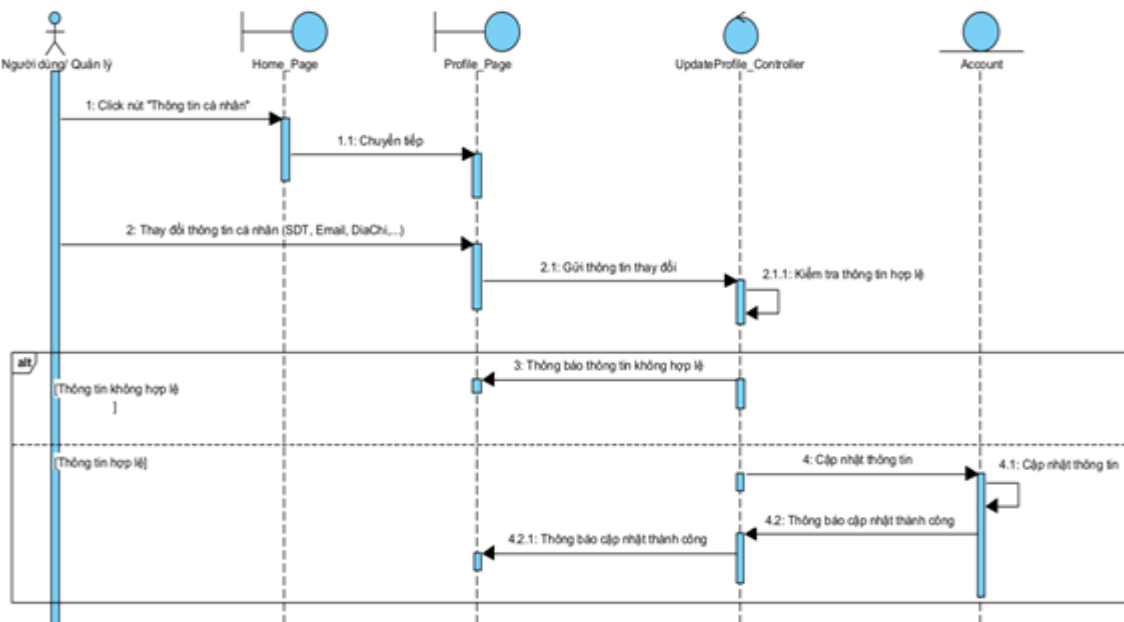 Người dùng/ Quản lý
Home_Page
Profile_Page
UpdateProfile_Controller
Account
1: Click nút "Thông tin cá nhân"
1.1: Chuyển tiếp
2: Thay đổi thông tin cá nhân (SDT, Email, DiaChi,...)
2.1: Gửi thông tin thay đổi
2.1.1: Kiểm tra thông tin hợp lệ
alt
3: Thông báo thông tin không hợp lệ
[Thông tin không hợp lệ
]
[Thông tin hợp lệ]
4: Cập nhật thông tin
4.1: Cập nhật thông tin
4.2: Thông báo cập nhật thành công
4.2.1: Thông báo cập nhật thành công